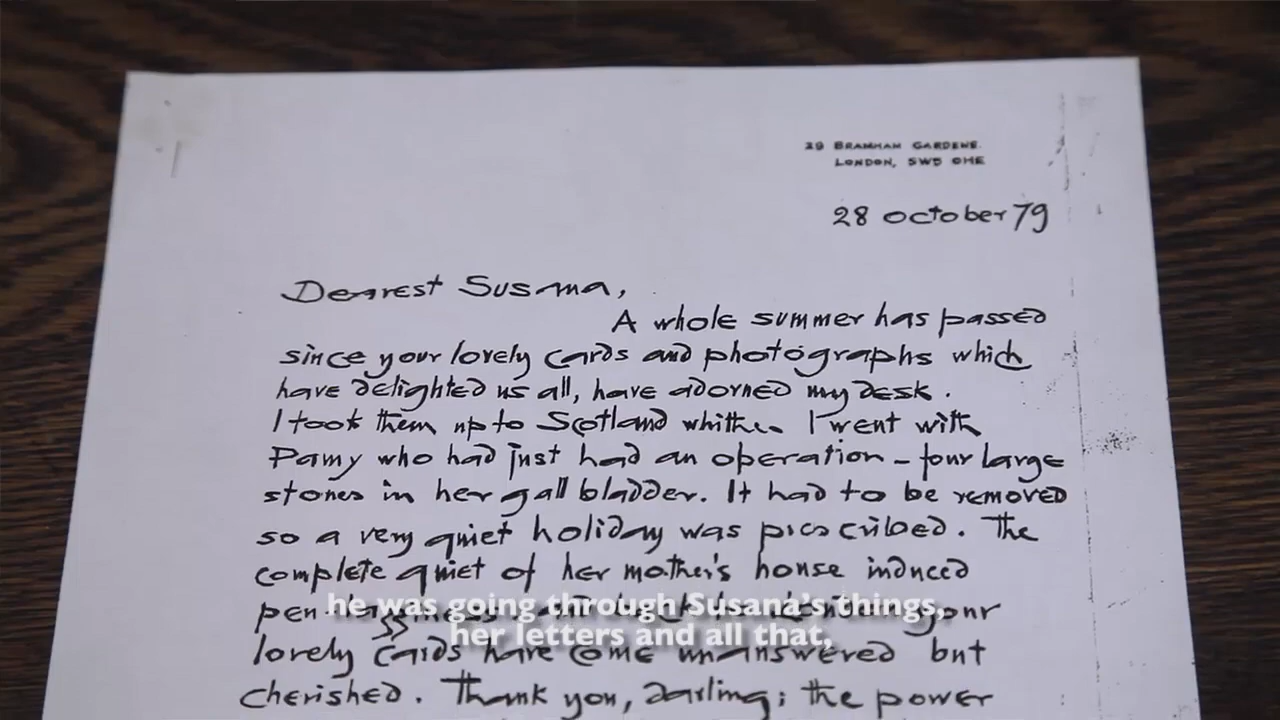 29 BRAMHAM GARDENS.
LONDON, SW5 0HE
28 October 79
Dearest Susana,
A whole summer has passed
since your lovely cards and photographs which
have delighted us all, have adorned my desk.
I took them up to Scotland whither I went with
Pamy who had just had an operation - four large
stones in her gall bladder. It had to be removed
so a very quiet holiday was prescribed. The
complete quiet of her mother's house induced
pen your
he was going through Susana's things,
her letters and all that,
lovely cards have come unanswered but
cherished. Thank you, Darling; the power